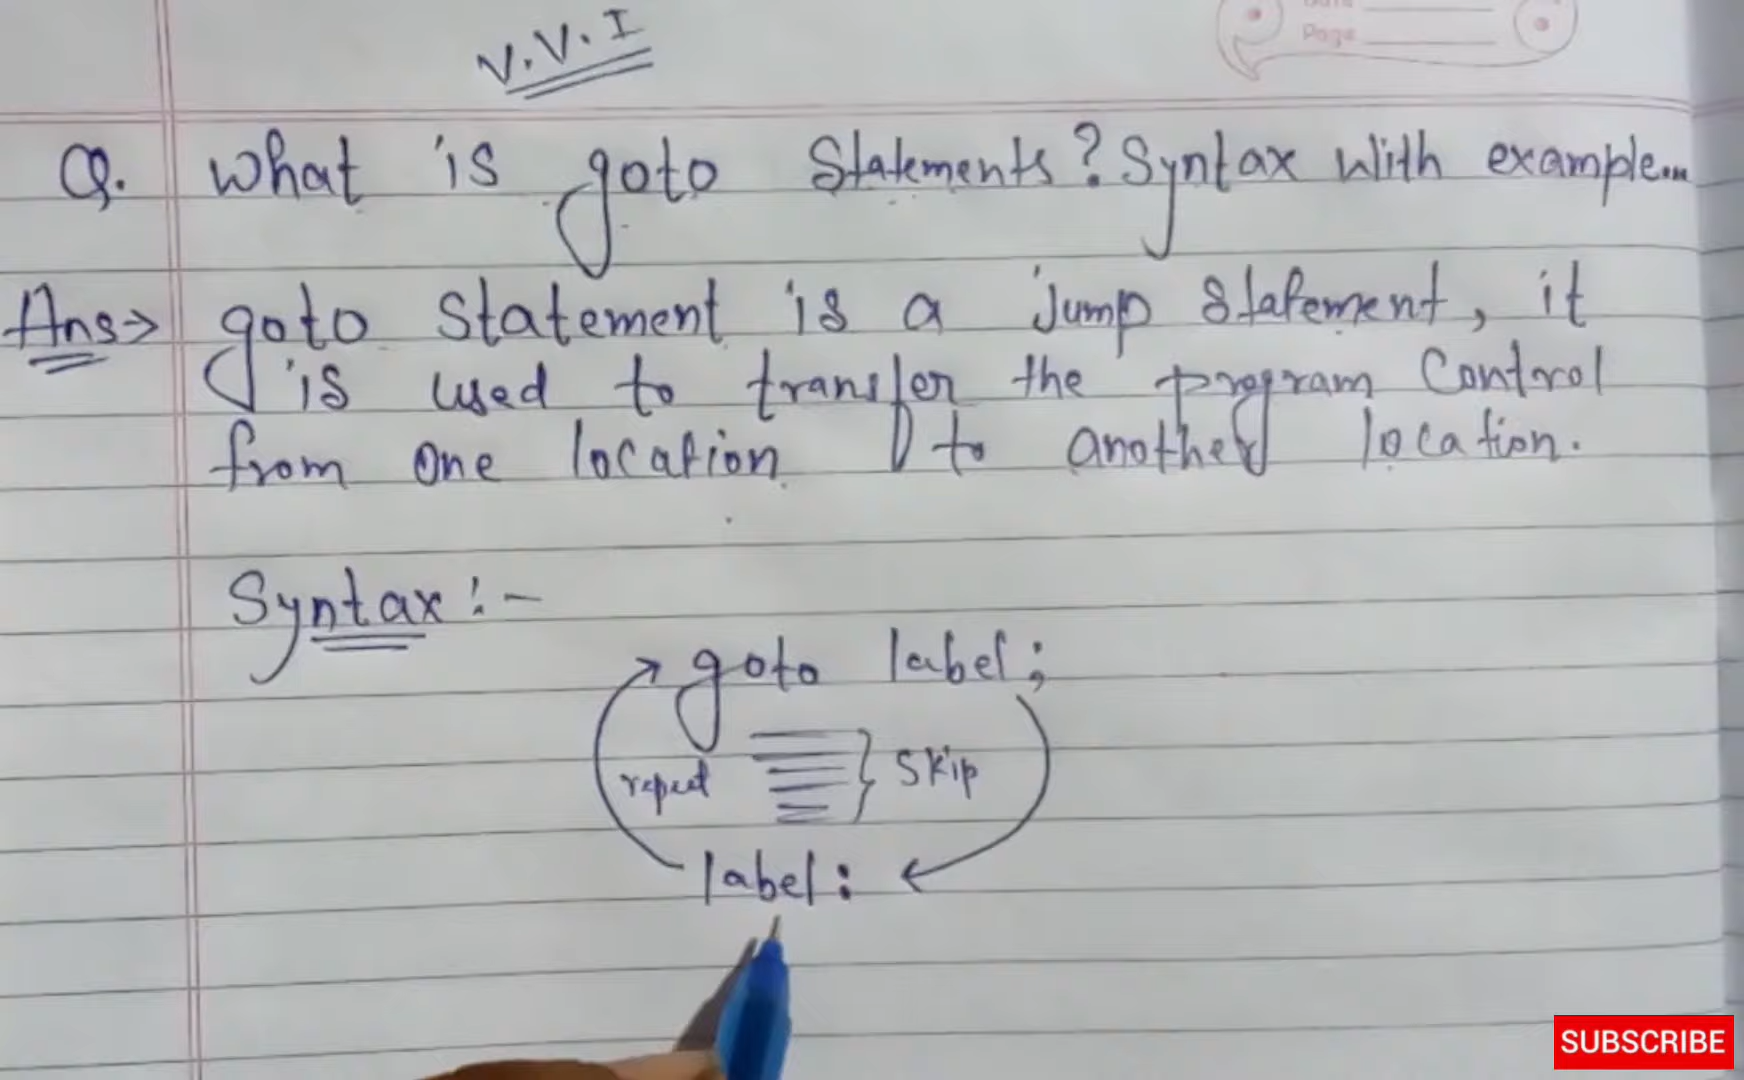 V.V.I
Page
Q. What is goto Statements? Syntax With example...
Ans→ goto statement is a Jump Statement, it
is used to transfer the program Control
from one location to another location.
Syntax:-
goto label;
repeat
skip
label:
SUBSCRIBE